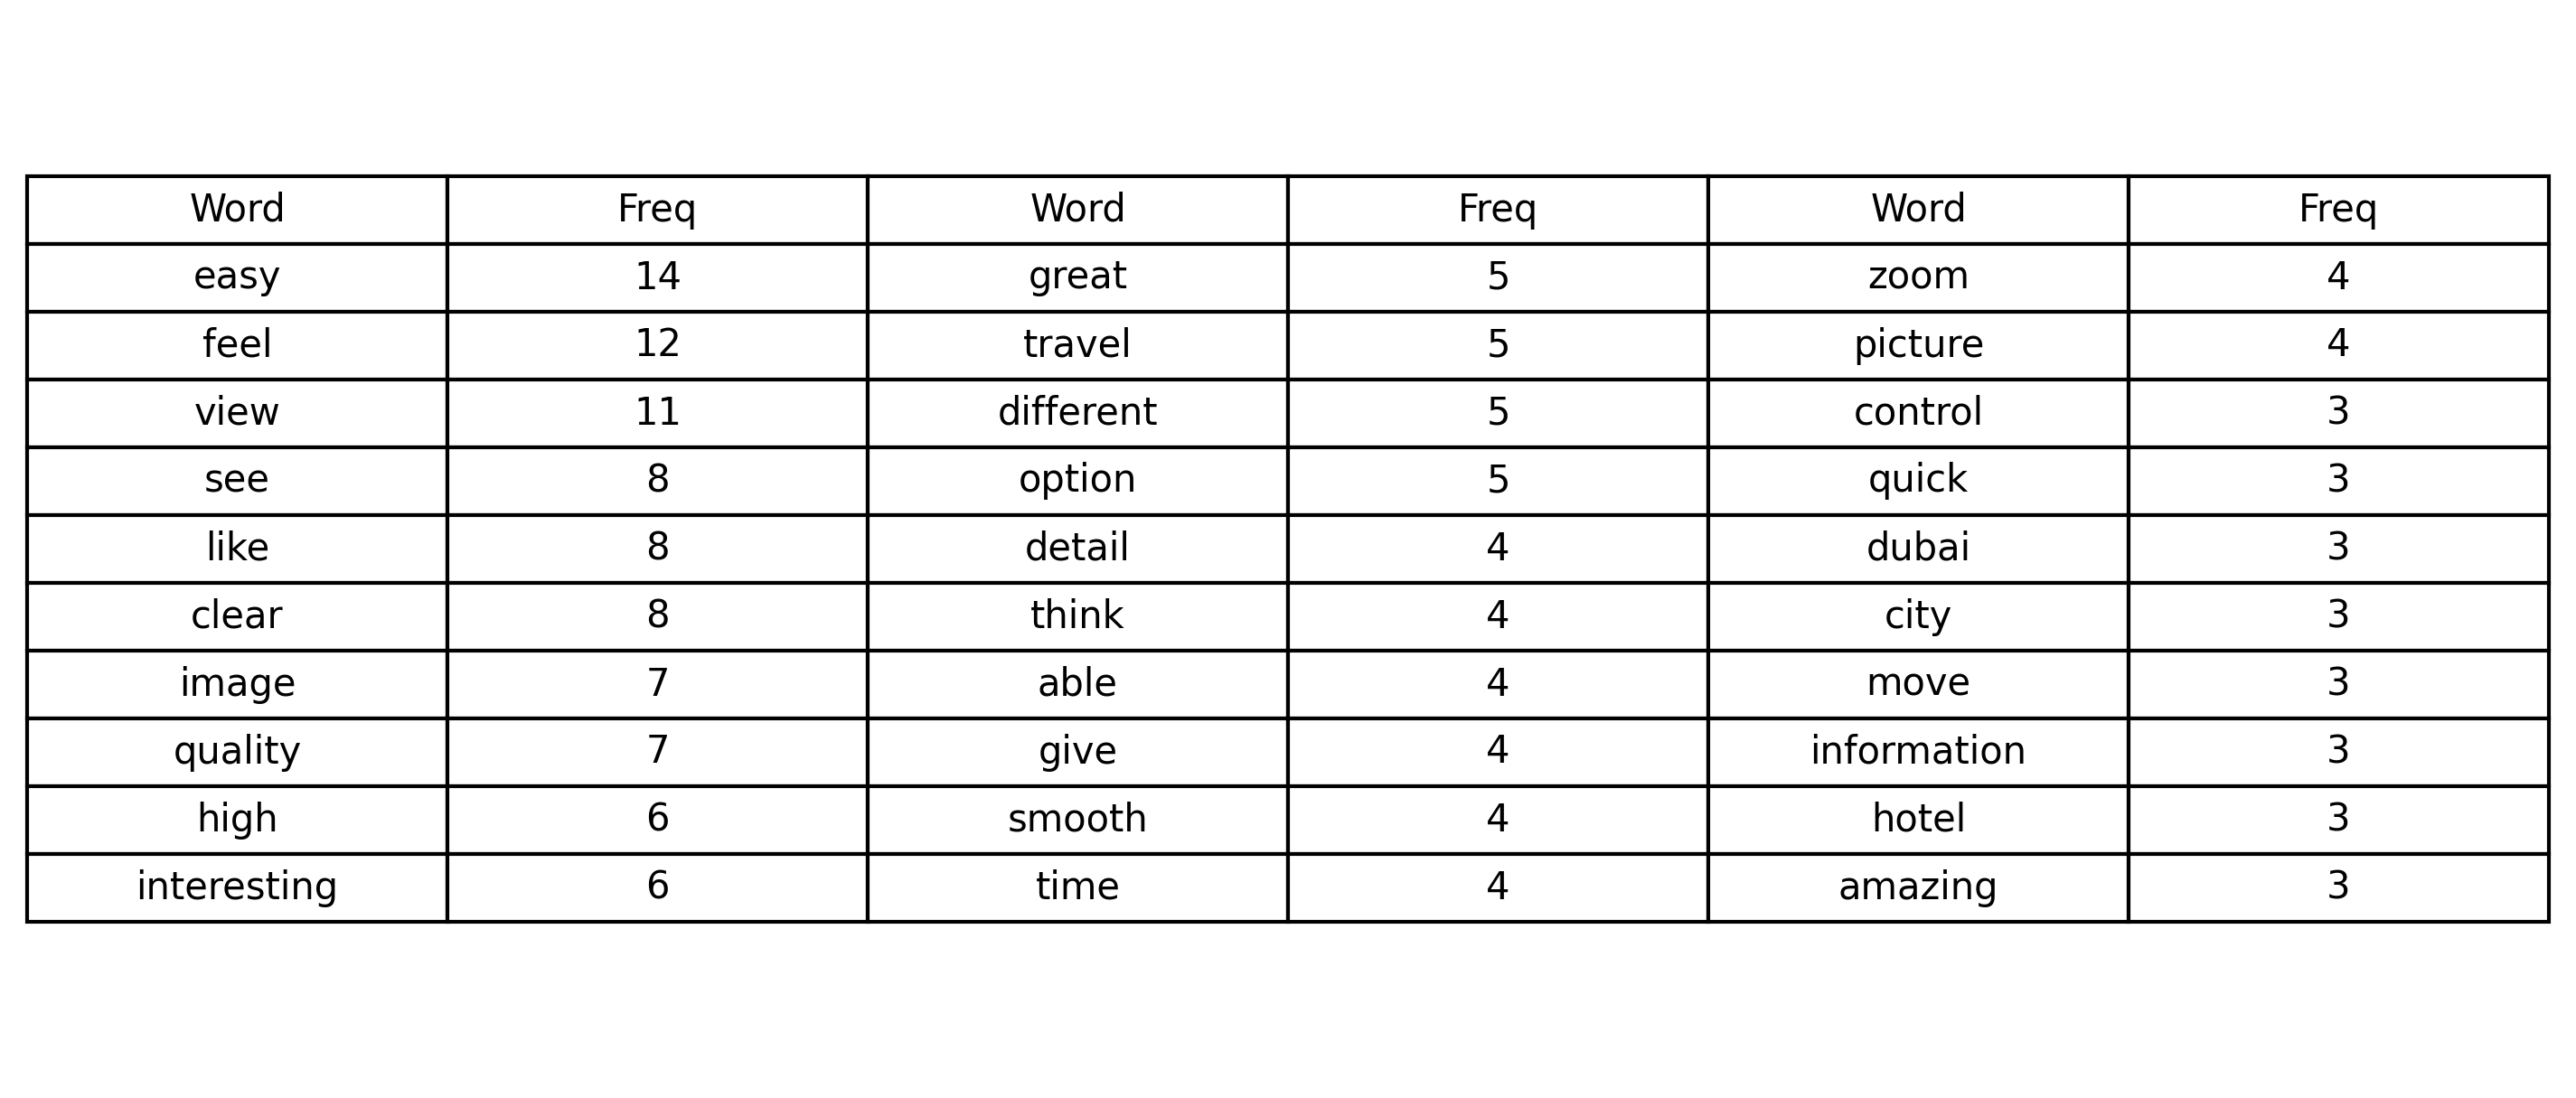 Word Freq Word Freq Word Freq
easy 14 great 5 zoom 4
feel 12 travel 5 picture 4
view 11 different 5 control 3
see 8 option 5 quick 3
like 8 detail 4 dubai 3
clear 8 think 4 city 3
image 7 able 4 move 3
quality 7 give 4 information 3
high 6 smooth 4 hotel 3
interesting 6 time 4 amazing 3